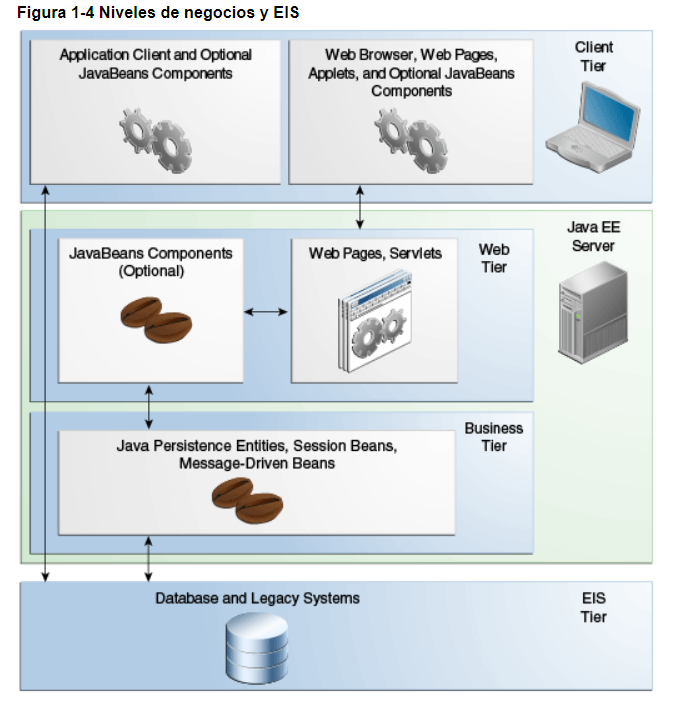 Figura 1-4 Niveles de negocios y EIS
Application Client and Optional
JavaBeans Components
Web Browser, Web Pages,
Applets, and Optional JavaBeans
Components
Client
Tier
JavaBeans Components
(Optional)
Web Pages, Servlets
Web
Tier
Java EE
Server
Java Persistence Entities, Session Beans,
Message-Driven Beans
Business
Tier
Database and Legacy Systems
EIS
Tier